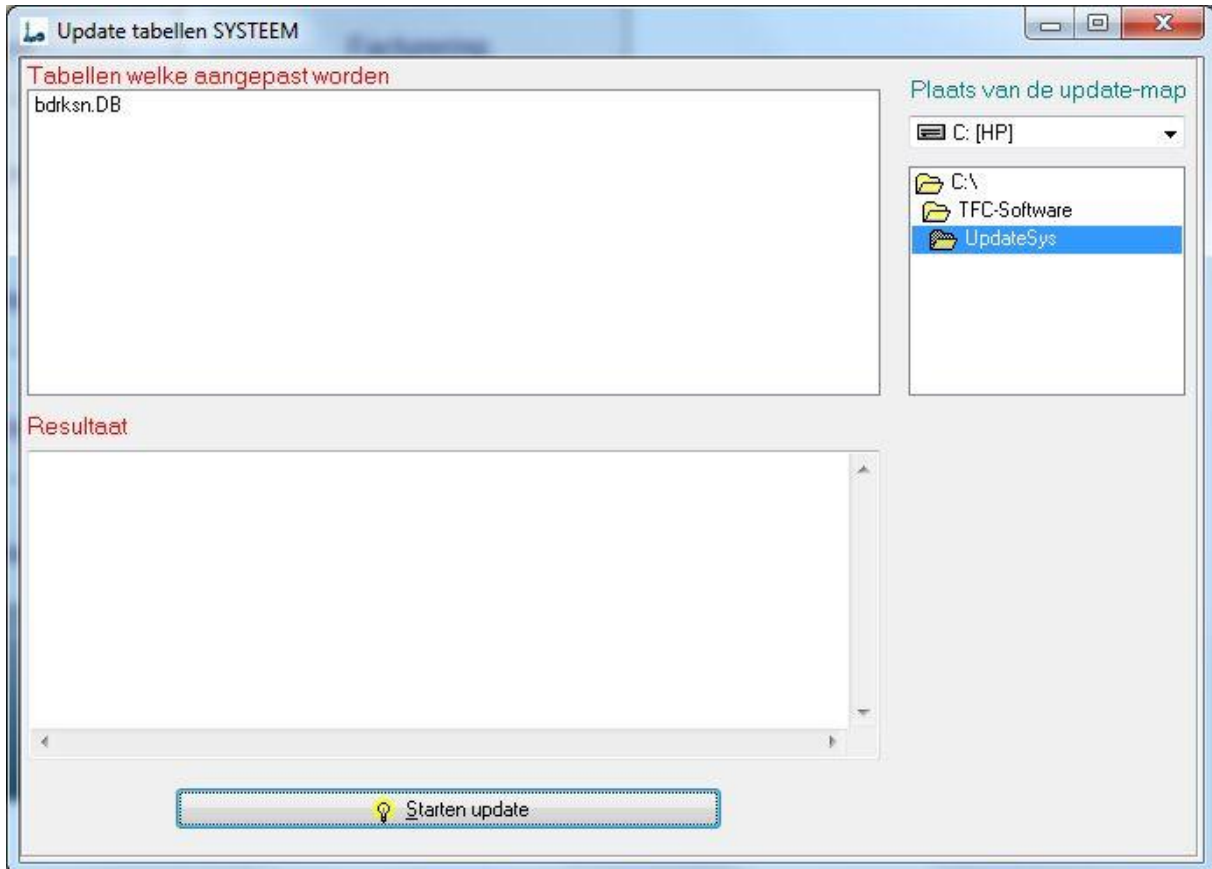 Update tabellen SYSTEEM
Facturering
Tabellen welke aangepast worden
bdrksn.DB
Plaats van de update-map
C: [HP]
C:\
TFC-Software
UpdateSys
Resultaat
Starten update